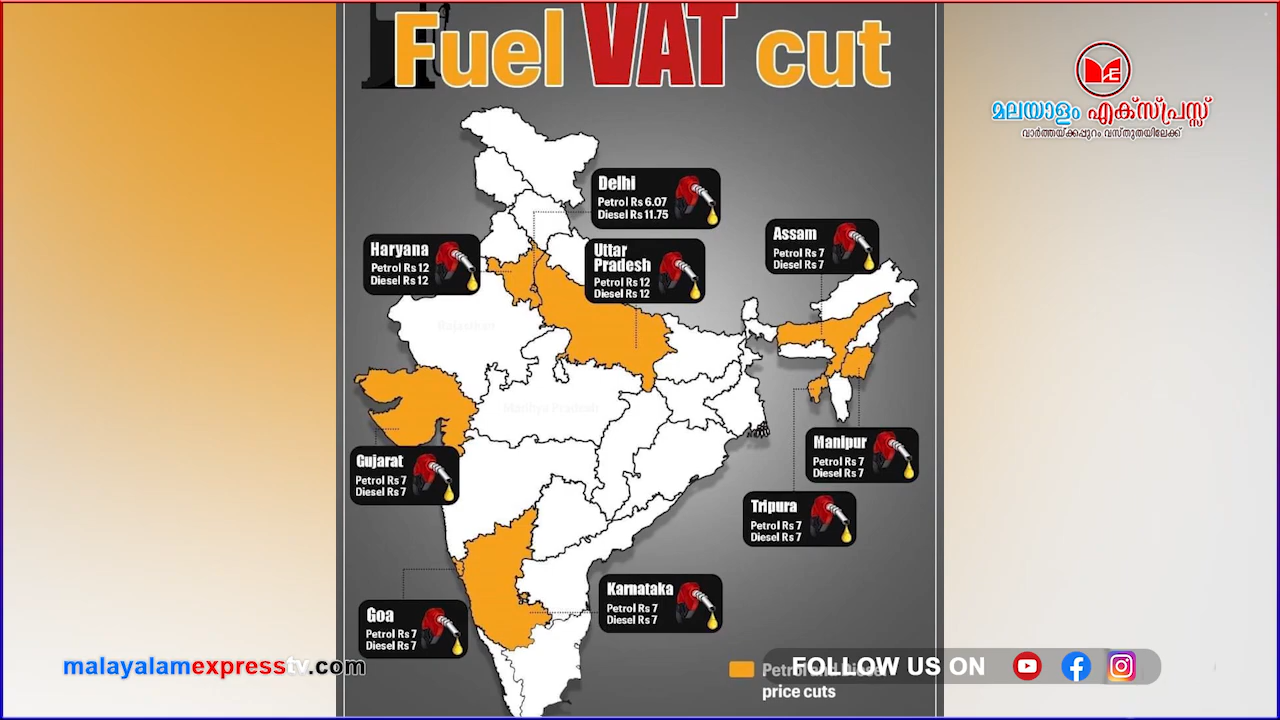 Fuel VAT cut
മലയാളം എക്സ്പ്രസ്സ്
വാർത്തയ്ക്കപ്പുറം വസ്തുതയിലേക്ക്
Delhi
Petrol Rs 6.07
Diesel Rs 11.75
Haryana
Petrol Rs 12
Diesel Rs 12
Uttar
Pradesh
Petrol Rs 12
Diesel Rs 12
Assam
Petrol Rs 7
Diesel Rs 7
Rajasthan
Madhya Pradesh
Gujarat
Petrol Rs 7
Diesel Rs 7
Manipur
Petrol Rs 7
Diesel Rs 7
Tripura
Petrol Rs 7
Diesel Rs 7
Karnataka
Petrol Rs 7
Diesel Rs 7
Goa
Petrol Rs 7
Diesel Rs 7
malayalamexpresstv.com
Petrol and Diesel
price cuts
FOLLOW US ON